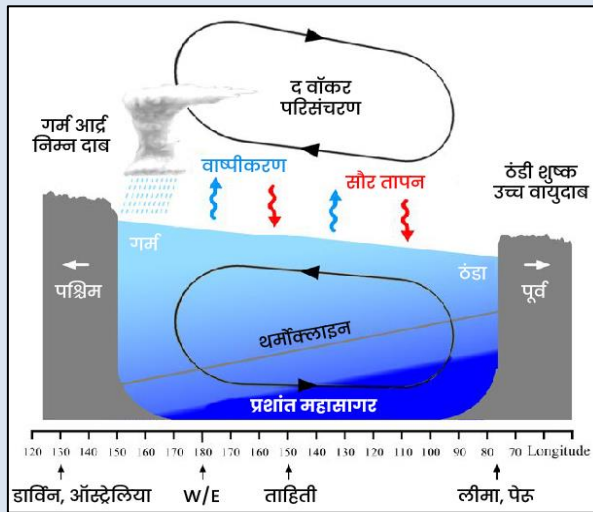 द वॉकर
परिसंचरण
गर्म आर्द्र
निम्न दाब
वाष्पीकरण
सौर तापन
ठंडी शुष्क
उच्च वायुदाब
गर्म
ठंडा
पश्चिम
पूर्व
थर्मोक्लाइन
प्रशांत महासागर
120 130 140 150 160 170 180 170 160 150 140 130 120 110 100 90 80 70 Longitude
डार्विन, ऑस्ट्रेलिया W/E ताहिती लीमा, पेरू